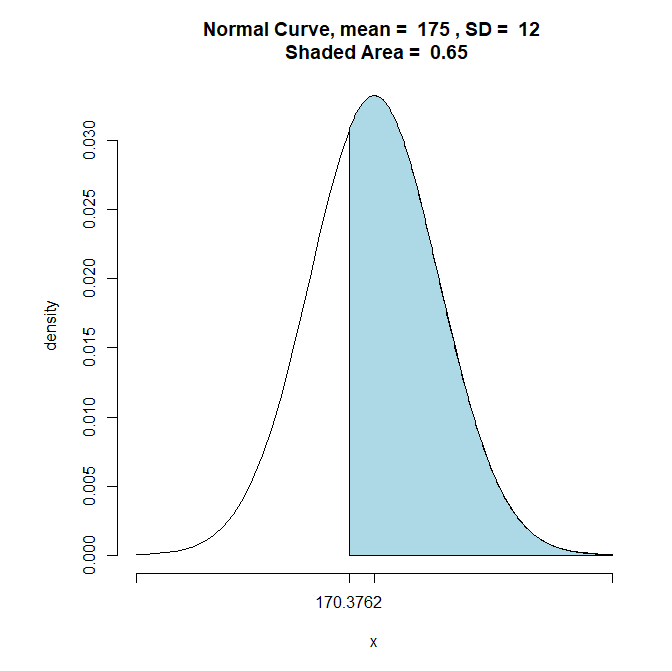 Normal Curve, mean =  175 , SD =  12
Shaded Area =  0.65
0.030
0.025
0.020
0.015
0.010
0.005
0.000
density
170.3762
x